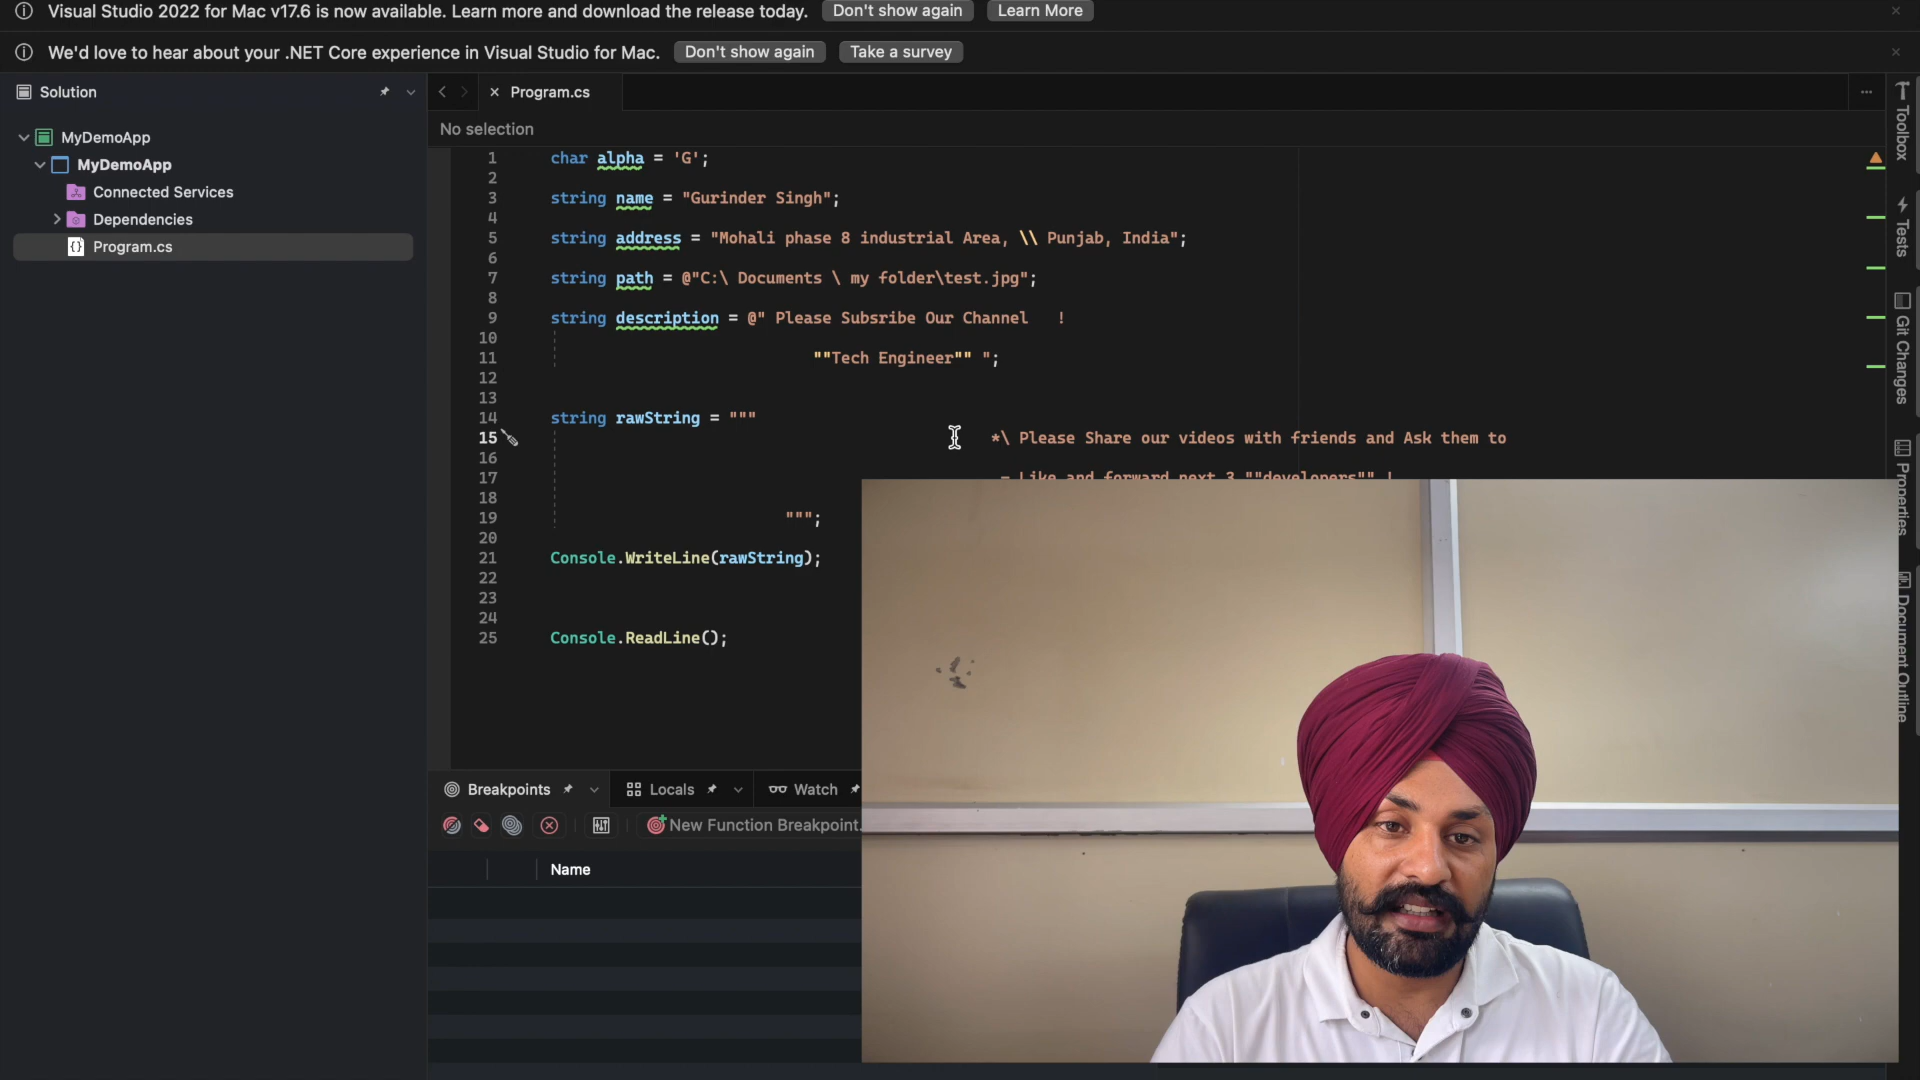 Visual Studio 2022 for Mac v17.6 is now available. Learn more and download the release today. Don't show again Learn More
We'd love to hear about your .NET Core experience in Visual Studio for Mac. Don't show again Take a survey
Solution
MyDemoApp
MyDemoApp
Connected Services
Dependencies
Program.cs
Program.cs
No selection
1 char alpha = 'G';
2
3 string name = "Gurinder Singh";
4
5 string address = "Mohali phase 8 industrial Area, \\ Punjab, India";
6
7 string path = @"C:\ Documents \ my folder\test.jpg";
8
9 string description = @" Please Subsribe Our Channel !
10
11 ""Tech Engineer"" ";
12
13
14 string rawString = """
15 *\ Please Share our videos with friends and Ask them to
16
17 - Like and forward next 3 ""developers"" !
18
19 """;
20
21 Console.WriteLine(rawString);
22
23
24
25 Console.ReadLine();
Toolbox
Tests
Git Changes
Properties
Document Outline
Breakpoints
Locals
Watch
New Function Breakpoint.
Name